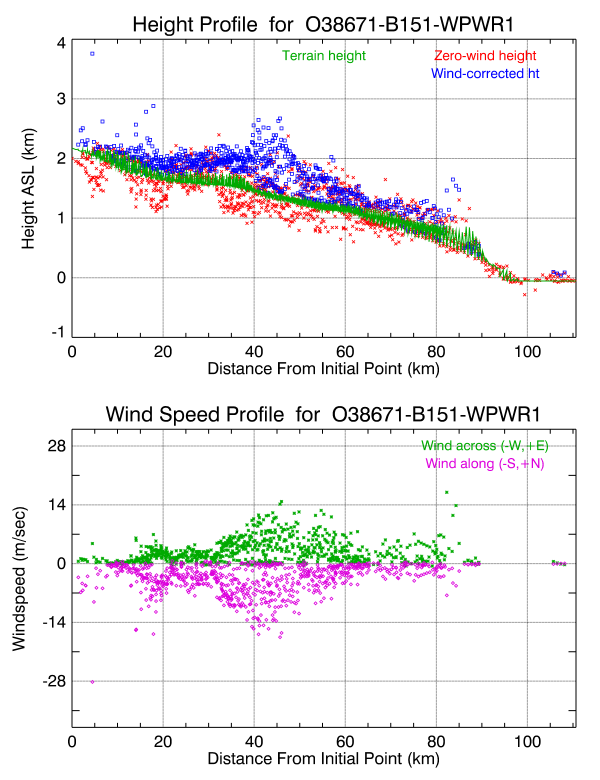 Height Profile for O38671-B151-WPWR1
Terrain height
Zero-wind height
Wind-corrected ht
4
3
2
1
0
-1
Height ASL (km)
0 20 40 60 80 100
Distance From Initial Point (km)
Wind Speed Profile for O38671-B151-WPWR1
Wind across (-W,+E)
Wind along (-S,+N)
28
14
0
-14
-28
Windspeed (m/sec)
0 20 40 60 80 100
Distance From Initial Point (km)